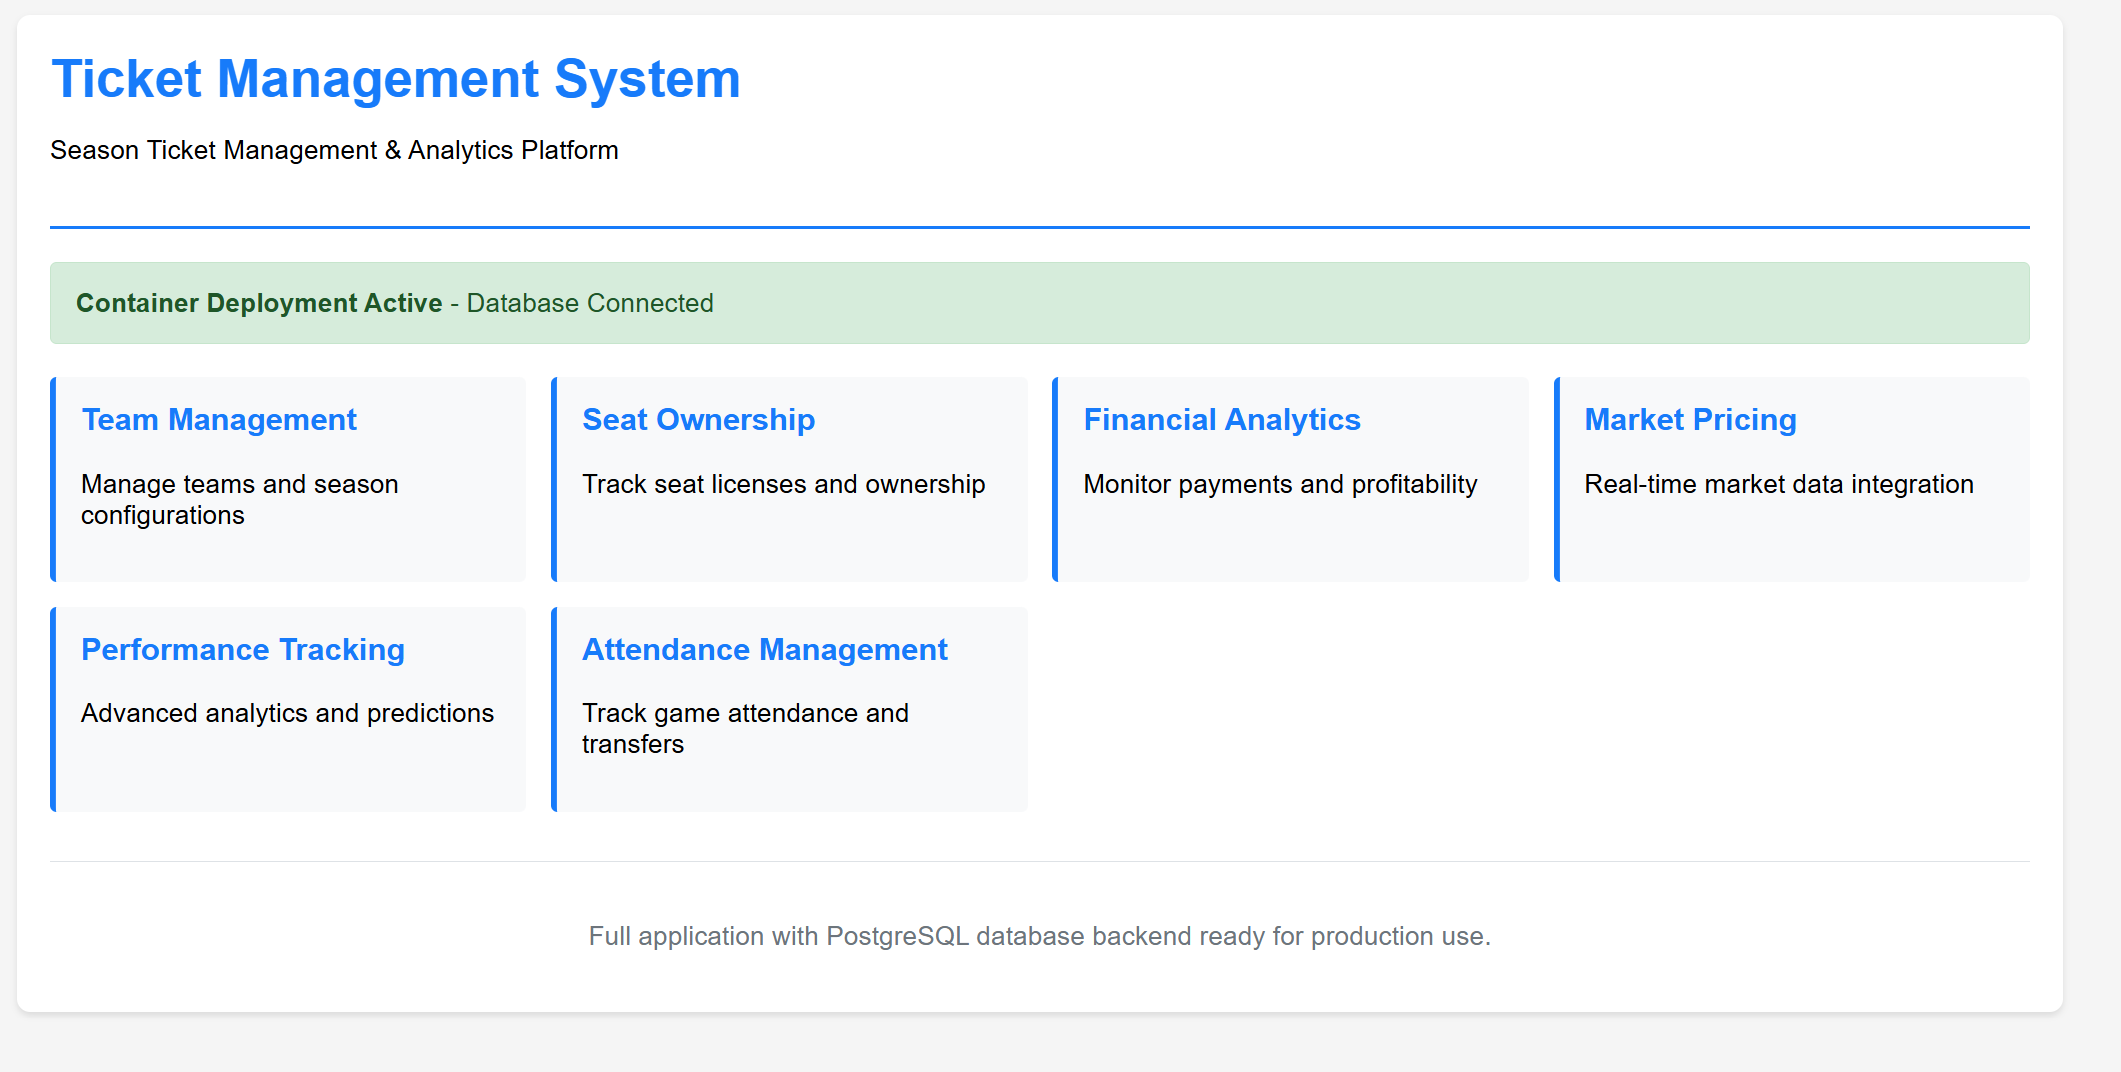 Ticket Management System
Season Ticket Management & Analytics Platform
Container Deployment Active - Database Connected
Team Management
Manage teams and season
configurations
Seat Ownership
Track seat licenses and ownership
Financial Analytics
Monitor payments and profitability
Market Pricing
Real-time market data integration
Performance Tracking
Advanced analytics and predictions
Attendance Management
Track game attendance and
transfers
Full application with PostgreSQL database backend ready for production use.